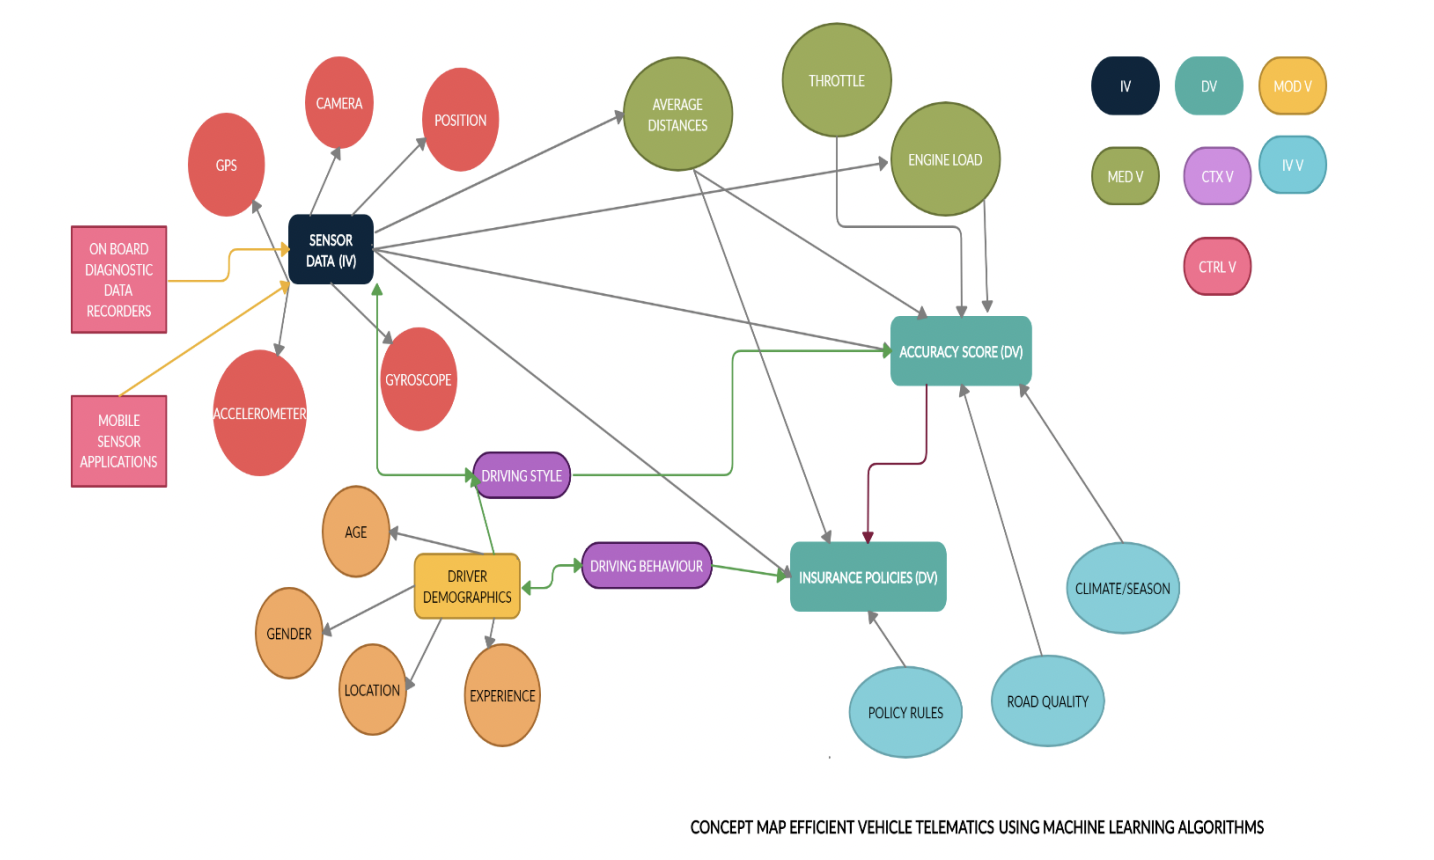 THROTTLE
CAMERA
POSITION
AVERAGE
DISTANCES
GPS
ENGINE LOAD
IV
DV
MOD V
MED V
CTX V
IV V
CTRL V
ON BOARD
DIAGNOSTIC
DATA
RECORDERS
SENSOR
DATA (IV)
MOBILE
SENSOR
APPLICATIONS
ACCELEROMETER
GYROSCOPE
ACCURACY SCORE (DV)
DRIVING STYLE
AGE
DRIVER
DEMOGRAPHICS
DRIVING BEHAVIOUR
INSURANCE POLICIES (DV)
CLIMATE/SEASON
GENDER
LOCATION
EXPERIENCE
POLICY RULES
ROAD QUALITY
CONCEPT MAP EFFICIENT VEHICLE TELEMATICS USING MACHINE LEARNING ALGORITHMS